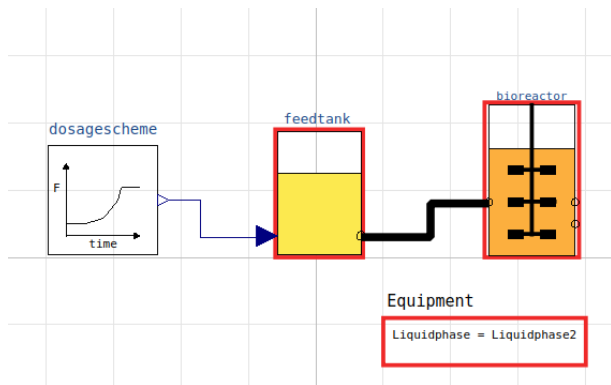 bioreactor
feedtank
dosagescheme
F
time
Equipment
Liquidphase = Liquidphase2